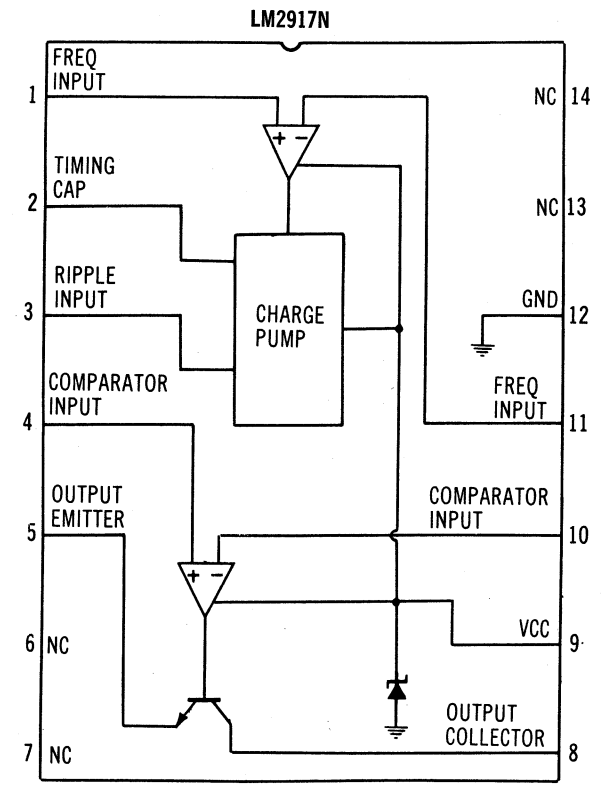 LM2917N
FREQ
INPUT
1
TIMING
CAP
2
RIPPLE
INPUT
3
COMPARATOR
INPUT
4
OUTPUT
EMITTER
5
6 NC
7 NC
+ −
CHARGE
PUMP
+ −
NC 14
NC 13
GND
12
FREQ
INPUT
11
COMPARATOR
INPUT
10
VCC
9
OUTPUT
COLLECTOR
8